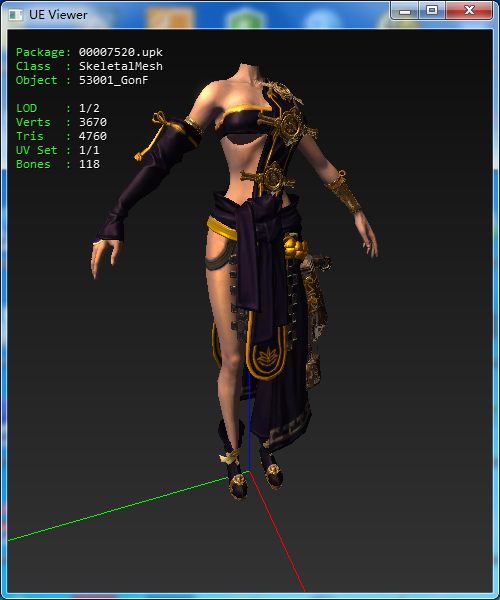 UE Viewer
Package: 00007520.upk
Class : SkeletalMesh
Object : 53001_GonF
LOD : 1/2
Verts : 3670
Tris : 4760
UV Set : 1/1
Bones : 118